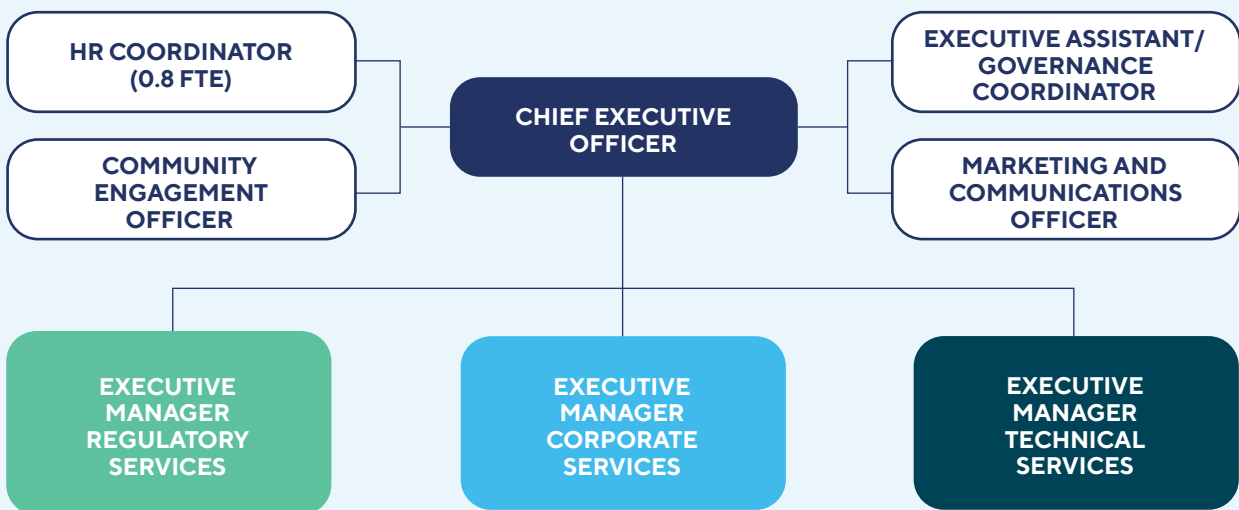 HR COORDINATOR
(0.8 FTE)
COMMUNITY
ENGAGEMENT
OFFICER
CHIEF EXECUTIVE
OFFICER
EXECUTIVE ASSISTANT/
GOVERNANCE
COORDINATOR
MARKETING AND
COMMUNICATIONS
OFFICER
EXECUTIVE
MANAGER
REGULATORY
SERVICES
EXECUTIVE
MANAGER
CORPORATE
SERVICES
EXECUTIVE
MANAGER
TECHNICAL
SERVICES